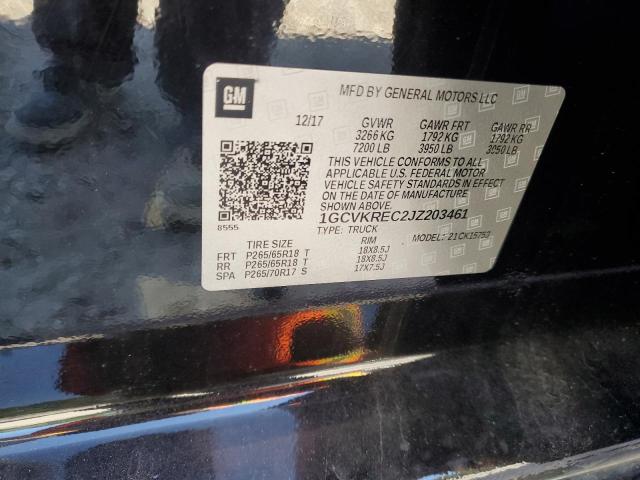 GM
MFD BY GENERAL MOTORS LLC
12/17 GVWR GAWR FRT GAWR RR
3266 KG 1792 KG 1792 KG
7200 LB 3950 LB 3950 LB
THIS VEHICLE CONFORMS TO ALL
APPLICABLE U.S. FEDERAL MOTOR
VEHICLE SAFETY STANDARDS IN EFFECT
ON THE DATE OF MANUFACTURE
SHOWN ABOVE.
1GCVKREC2JZ203461
8555
TYPE: TRUCK MODEL: 21CK15753
TIRE SIZE RIM
FRT P265/65R18 T 18X8.5J
RR P265/65R18 T 18X8.5J
SPA P265/70R17 S 17X7.5J